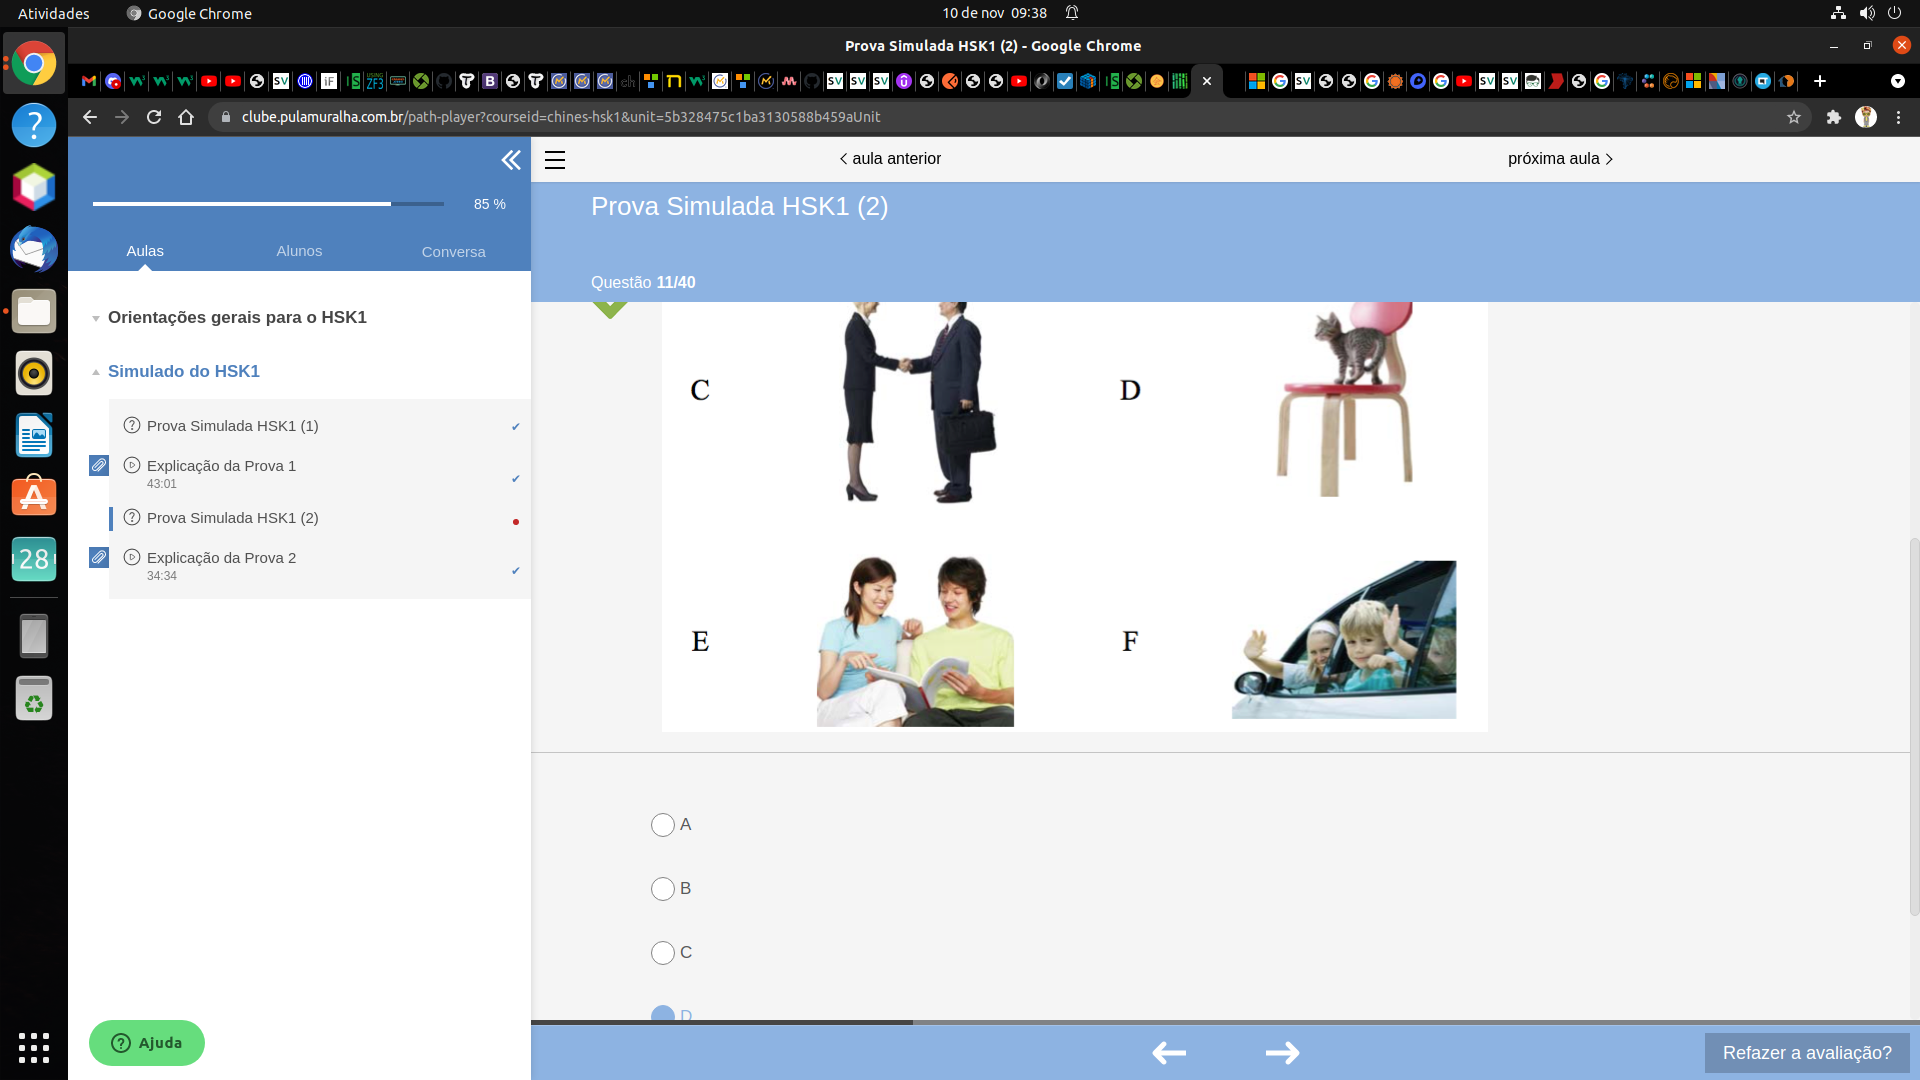 Atividades
Google Chrome
10 de nov 09:38
Prova Simulada HSK1 (2) - Google Chrome
clube.pulamuralha.com.br/path-player?courseid=chines-hsk1&unit=5b328475c1ba3130588b459aUnit
aula anterior
próxima aula
85 %
Aulas
Alunos
Conversa
Prova Simulada HSK1 (2)
Questão 11/40
Orientações gerais para o HSK1
Simulado do HSK1
Prova Simulada HSK1 (1)
Explicação da Prova 1
43:01
Prova Simulada HSK1 (2)
Explicação da Prova 2
34:34
28
C
D
E
F
A
B
C
D
Ajuda
Refazer a avaliação?